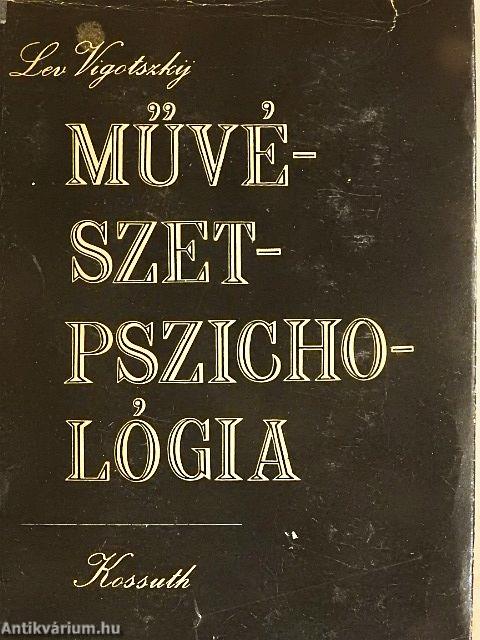 Lev Vigotszkij
MŰVÉ-
SZET-
PSZICHO-
LÓGIA
Kossuth
Antikvárium.hu